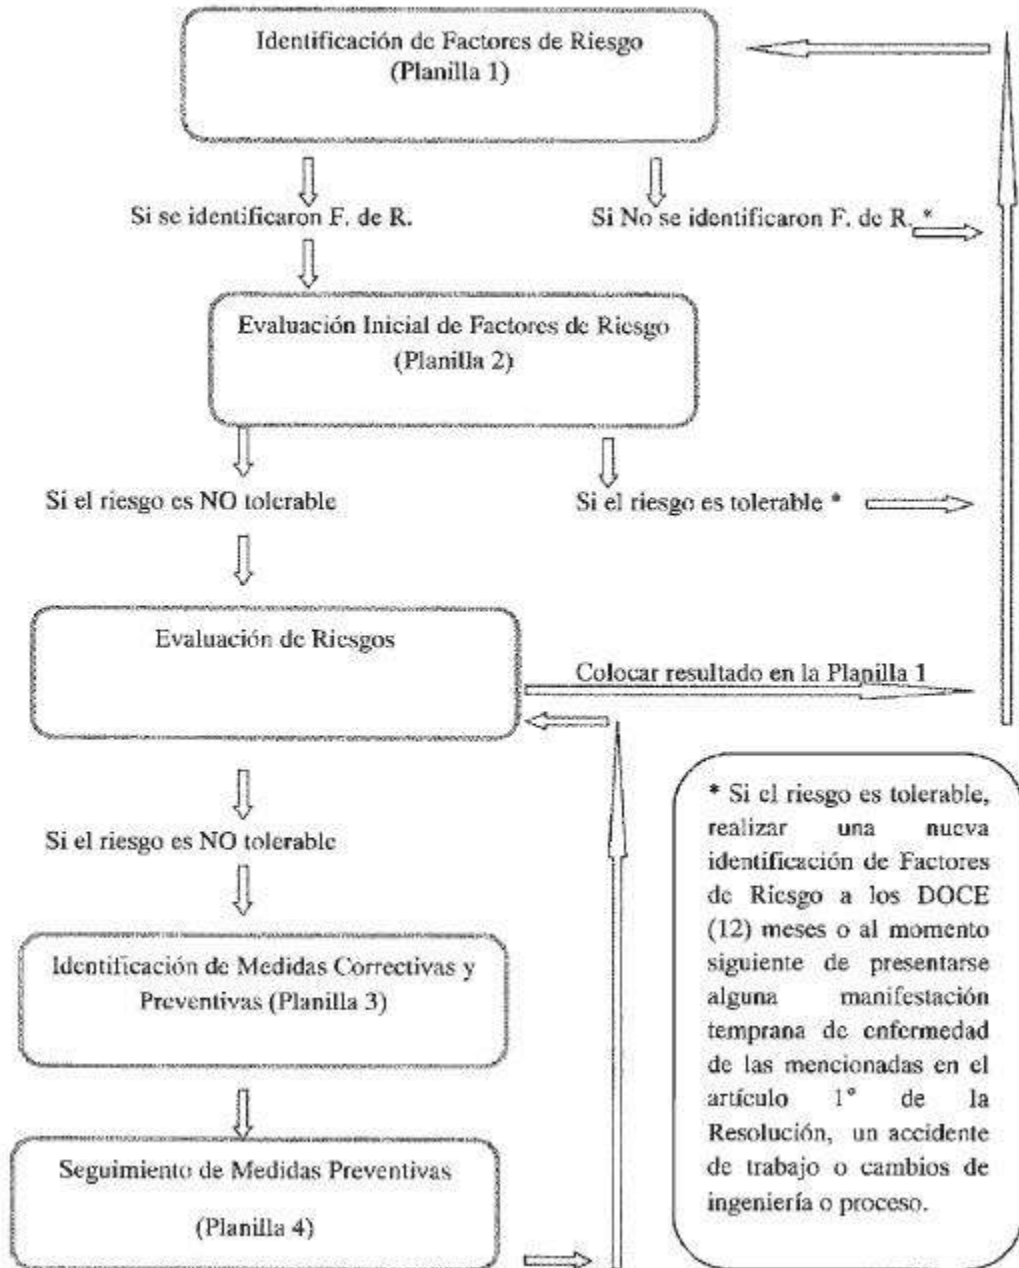 Identificación de Factores de Riesgo
(Planilla 1)
Si se identificaron F. de R.
Si No se identificaron F. de R. *
Evaluación Inicial de Factores de Riesgo
(Planilla 2)
Si el riesgo es NO tolerable
Si el riesgo es tolerable *
Evaluación de Riesgos
Colocar resultado en la Planilla 1
Si el riesgo es NO tolerable
Identificación de Medidas Correctivas y
Preventivas (Planilla 3)
Seguimiento de Medidas Preventivas
(Planilla 4)
* Si el riesgo es tolerable,
realizar una nueva
identificación de Factores
de Riesgo a los DOCE
(12) meses o al momento
siguiente de presentarse
alguna manifestación
temprana de enfermedad
de las mencionadas en el
artículo 1° de la
Resolución, un accidente
de trabajo o cambios de
ingeniería o proceso.